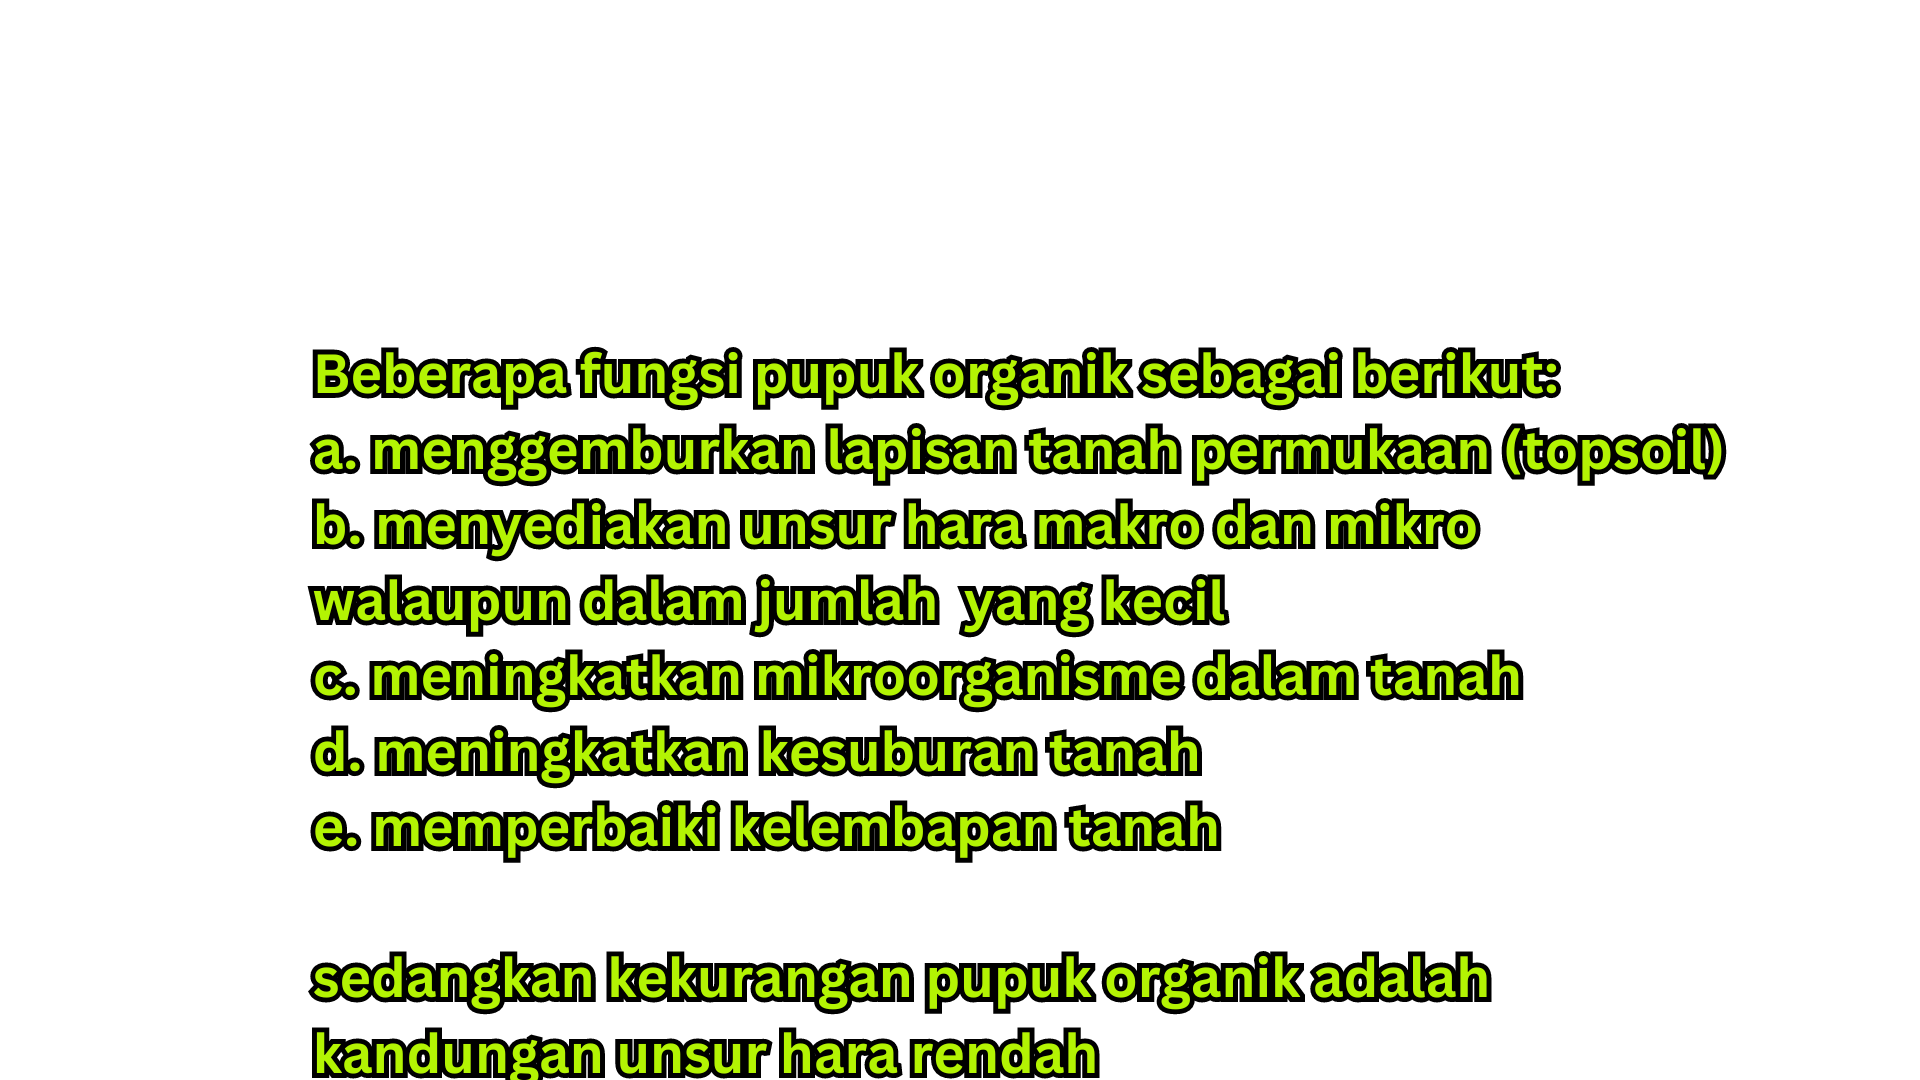 Beberapa fungsi pupuk organik sebagai berikut:
a. menggemburkan lapisan tanah permukaan (topsoil)
b. menyediakan unsur hara makro dan mikro
walaupun dalam jumlah  yang kecil
c. meningkatkan mikroorganisme dalam tanah
d. meningkatkan kesuburan tanah
e. memperbaiki kelembapan tanah
sedangkan kekurangan pupuk organik adalah
kandungan unsur hara rendah